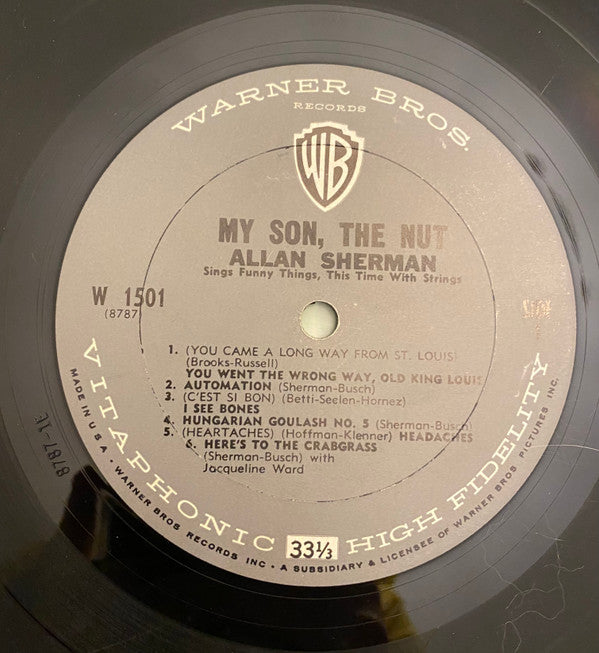 WARNER BROS.
RECORDS
WB
MY SON, THE NUT
ALLAN SHERMAN
Sings Funny Things, This Time With Strings
W 1501
(8787)
1. (YOU CAME A LONG WAY FROM ST. LOUIS)
(Brooks-Russell)
YOU WENT THE WRONG WAY, OLD KING LOUIE
2. AUTOMATION (Sherman-Busch)
3. (C'EST SI BON) (Betti-Seelen-Hornez)
I SEE BONES
4. HUNGARIAN GOULASH NO. 5 (Sherman-Busch)
5. (HEARTACHES) (Hoffman-Klenner) HEADACHES
6. HERE'S TO THE CRABGRASS
(Sherman-Busch) with
Jacqueline Ward
VITAPHONIC 33⅓ HIGH FIDELITY
MADE IN U.S.A. • WARNER BROS RECORDS INC • A SUBSIDIARY & LICENSEE OF WARNER BROS PICTURES INC.
8787-1E